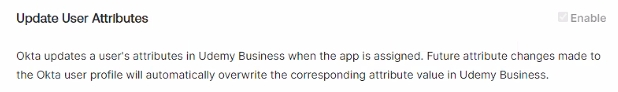 Update User Attributes
Enable
Okta updates a user's attributes in Udemy Business when the app is assigned. Future attribute changes made to
the Okta user profile will automatically overwrite the corresponding attribute value in Udemy Business.